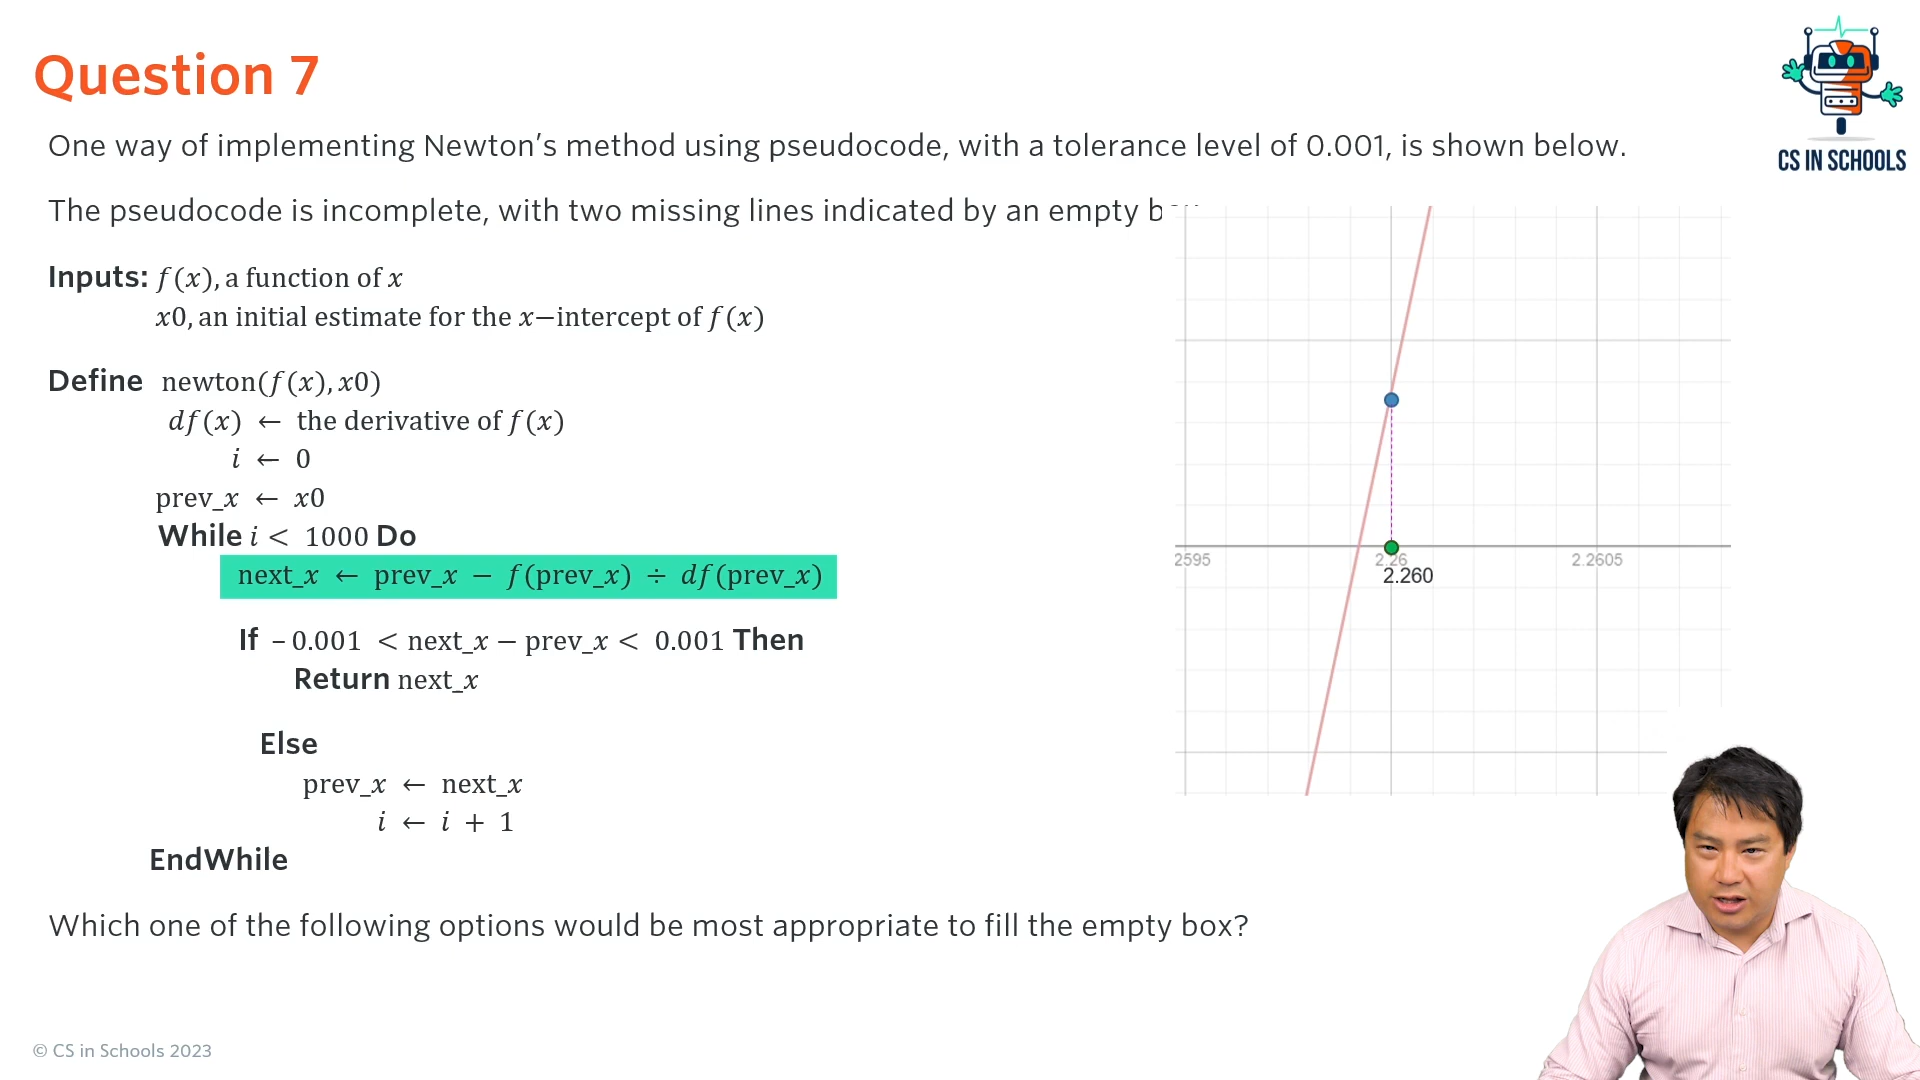 Question 7
CS IN SCHOOLS
One way of implementing Newton’s method using pseudocode, with a tolerance level of 0.001, is shown below.
The pseudocode is incomplete, with two missing lines indicated by an empty
Inputs: f(x), a function of x
x0, an initial estimate for the x−intercept of f(x)
Define newton(f(x), x0)
df(x) ← the derivative of f(x)
i ← 0
prev_x ← x0
While i < 1000 Do
next_x ← prev_x − f(prev_x) ÷ df(prev_x)
If –0.001 < next_x − prev_x < 0.001 Then
Return next_x
Else
prev_x ← next_x
i ← i + 1
EndWhile
2595 2.26 2.2605
2.260
Which one of the following options would be most appropriate to fill the empty box?
© CS in Schools 2023